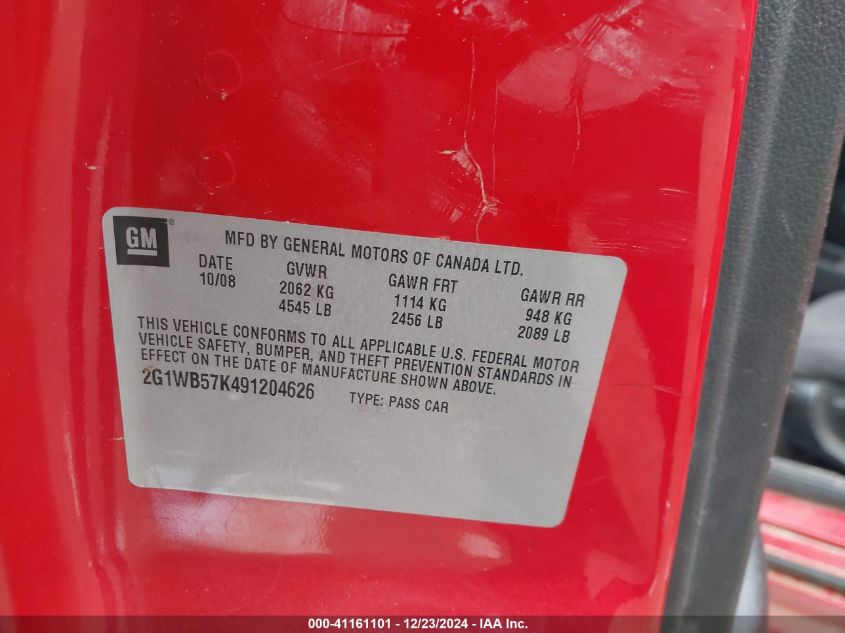 GM
MFD BY GENERAL MOTORS OF CANADA LTD.
DATE GVWR GAWR FRT GAWR RR
10/08 2062 KG 1114 KG 948 KG
4545 LB 2456 LB 2089 LB
THIS VEHICLE CONFORMS TO ALL APPLICABLE U.S. FEDERAL MOTOR
VEHICLE SAFETY, BUMPER, AND THEFT PREVENTION STANDARDS IN
EFFECT ON THE DATE OF MANUFACTURE SHOWN ABOVE.
2G1WB57K491204626 TYPE: PASS CAR
000-41161101 - 12/23/2024 - IAA Inc.